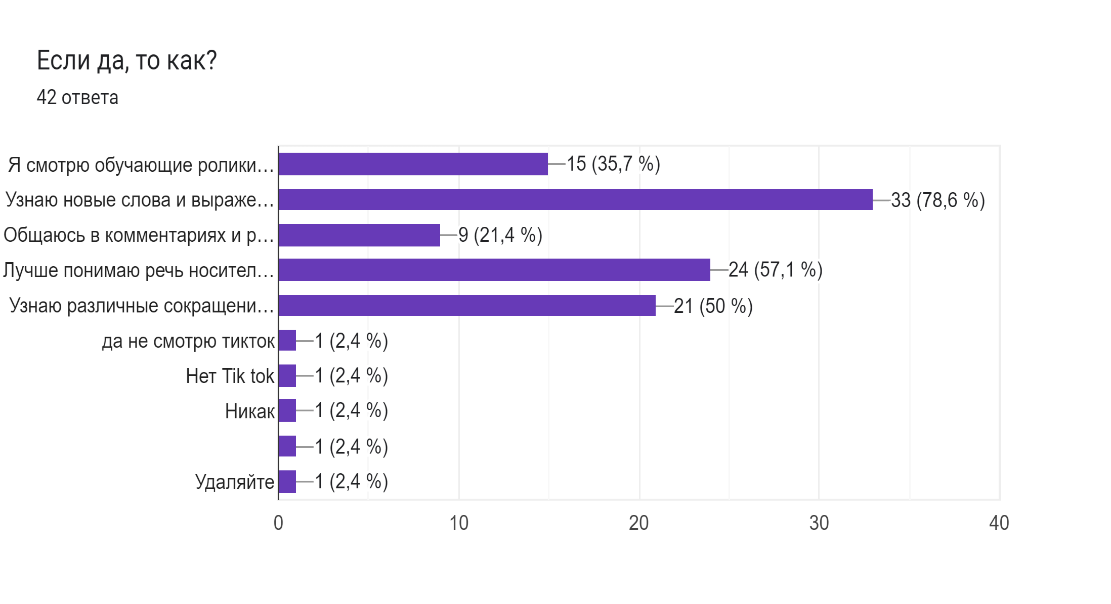 Если да, то как?
42 ответа
Я смотрю обучающие ролики… 15 (35,7 %)
Узнаю новые слова и выраже… 33 (78,6 %)
Общаюсь в комментариях и р… 9 (21,4 %)
Лучше понимаю речь носител… 24 (57,1 %)
Узнаю различные сокращени… 21 (50 %)
да не смотрю тикток 1 (2,4 %)
Нет Tik tok 1 (2,4 %)
Никак 1 (2,4 %)
1 (2,4 %)
Удаляйте 1 (2,4 %)
0 10 20 30 40